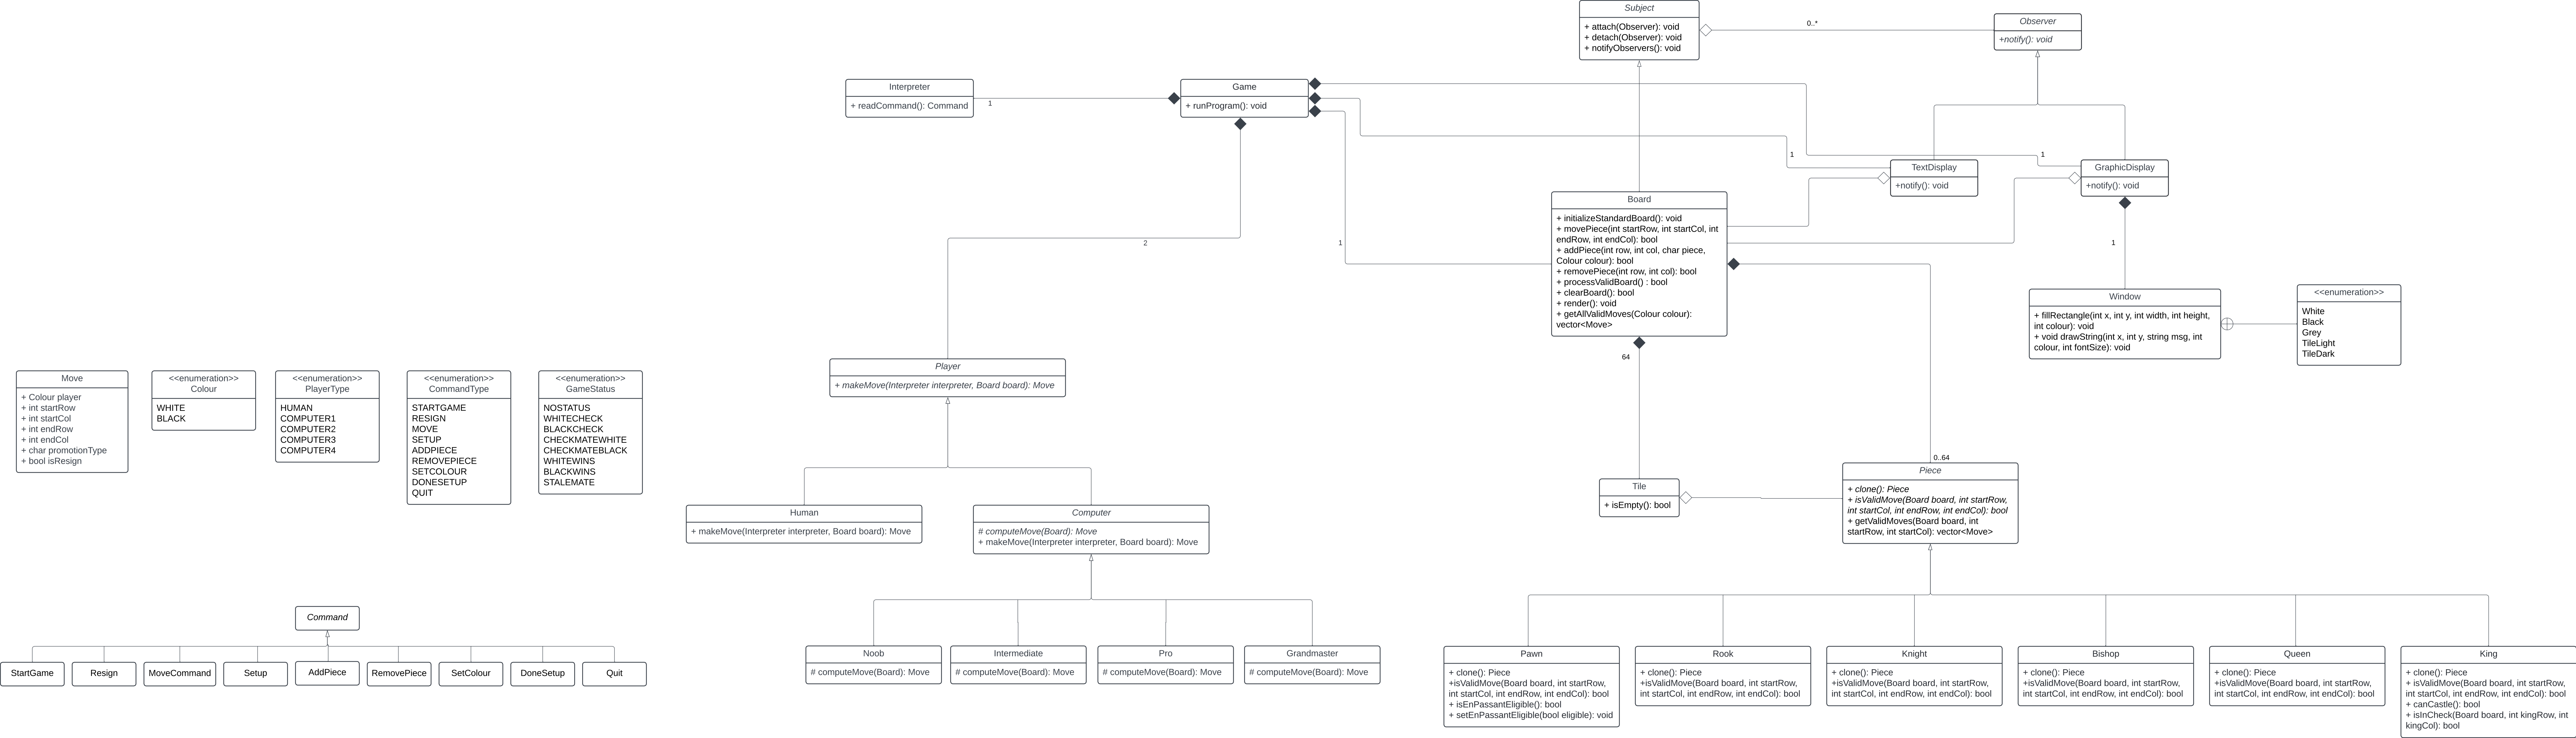 Subject
+ attach(Observer): void
+ detach(Observer): void
+ notifyObservers(): void
0..*
Observer
+notify(): void
Interpreter
+ readCommand(): Command
1
Game
+ runProgram(): void
1
1
TextDisplay
+notify(): void
GraphicDisplay
+notify(): void
2
1
1
Board
+ initializeStandardBoard(): void
+ movePiece(int startRow, int startCol, int
endRow, int endCol): bool
+ addPiece(int row, int col, char piece,
Colour colour): bool
+ removePiece(int row, int col): bool
+ processValidBoard() : bool
+ clearBoard(): bool
+ render(): void
+ getAllValidMoves(Colour colour):
vector<Move>
Window
+ fillRectangle(int x, int y, int width, int height,
int colour): void
+ void drawString(int x, int y, string msg, int
colour, int fontSize): void
<<enumeration>>
White
Black
Grey
TileLight
TileDark
64
Player
+ makeMove(Interpreter interpreter, Board board): Move
Move
+ Colour player
+ int startRow
+ int startCol
+ int endRow
+ int endCol
+ char promotionType
+ bool isResign
<<enumeration>>
Colour
WHITE
BLACK
<<enumeration>>
PlayerType
HUMAN
COMPUTER1
COMPUTER2
COMPUTER3
COMPUTER4
<<enumeration>>
CommandType
STARTGAME
RESIGN
MOVE
SETUP
ADDPIECE
REMOVEPIECE
SETCOLOUR
DONESETUP
QUIT
<<enumeration>>
GameStatus
NOSTATUS
WHITECHECK
BLACKCHECK
CHECKMATEWHITE
CHECKMATEBLACK
WHITEWINS
BLACKWINS
STALEMATE
0..64
Tile
+ isEmpty(): bool
Piece
+ clone(): Piece
+ isValidMove(Board board, int startRow,
int startCol, int endRow, int endCol): bool
+ getValidMoves(Board board, int
startRow, int startCol): vector<Move>
Human
+ makeMove(Interpreter interpreter, Board board): Move
Computer
# computeMove(Board): Move
+ makeMove(Interpreter interpreter, Board board): Move
Command
StartGame
Resign
MoveCommand
Setup
AddPiece
RemovePiece
SetColour
DoneSetup
Quit
Noob
# computeMove(Board): Move
Intermediate
# computeMove(Board): Move
Pro
# computeMove(Board): Move
Grandmaster
# computeMove(Board): Move
Pawn
+ clone(): Piece
+isValidMove(Board board, int startRow,
int startCol, int endRow, int endCol): bool
+ isEnPassantEligible(): bool
+ setEnPassantEligible(bool eligible): void
Rook
+ clone(): Piece
+isValidMove(Board board, int startRow,
int startCol, int endRow, int endCol): bool
Knight
+ clone(): Piece
+isValidMove(Board board, int startRow,
int startCol, int endRow, int endCol): bool
Bishop
+ clone(): Piece
+isValidMove(Board board, int startRow,
int startCol, int endRow, int endCol): bool
Queen
+ clone(): Piece
+isValidMove(Board board, int startRow,
int startCol, int endRow, int endCol): bool
King
+ clone(): Piece
+ isValidMove(Board board, int startRow,
int startCol, int endRow, int endCol): bool
+ canCastle(): bool
+ isInCheck(Board board, int kingRow, int
kingCol): bool